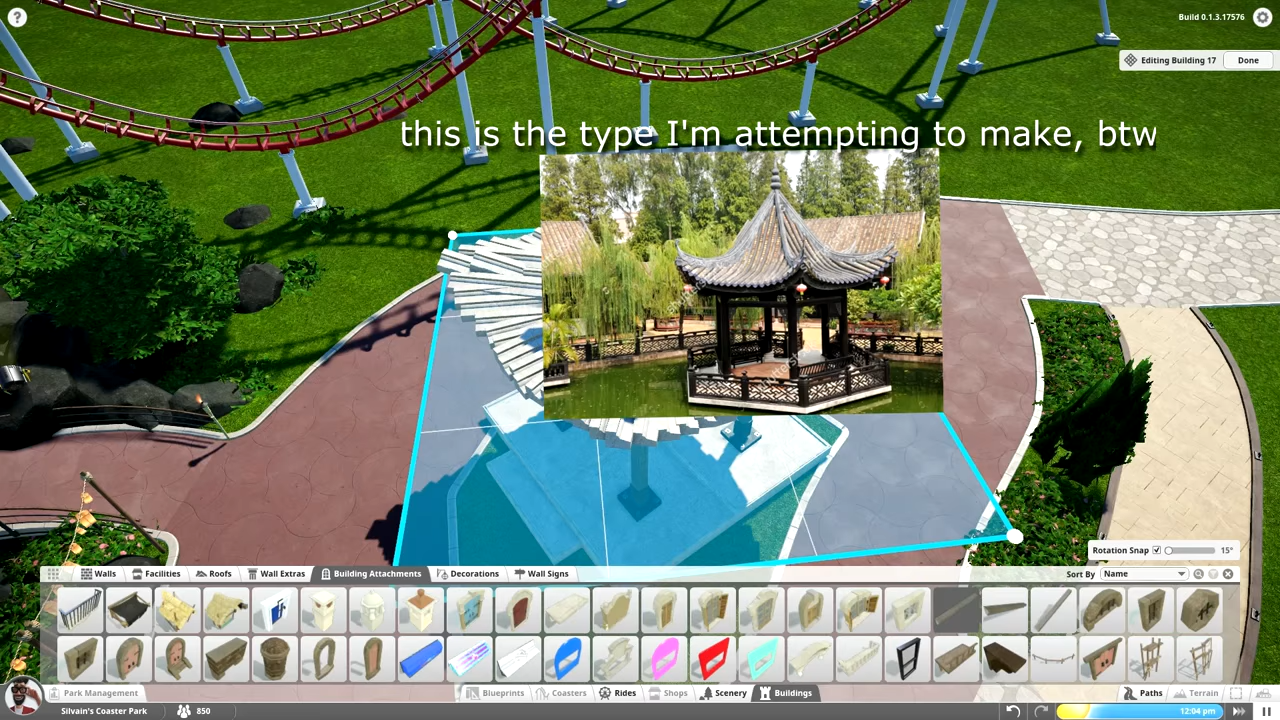 ?
Build 0.1.3.17576
Editing Building 17
Done
this is the type I'm attempting to make, btw
Rotation Snap
15°
Walls
Facilities
Roofs
Wall Extras
Building Attachments
Decorations
Wall Signs
Sort By
Name
Park Management
Blueprints
Coasters
Rides
Shops
Scenery
Buildings
Paths
Terrain
Silvain's Coaster Park
850
12:04 pm